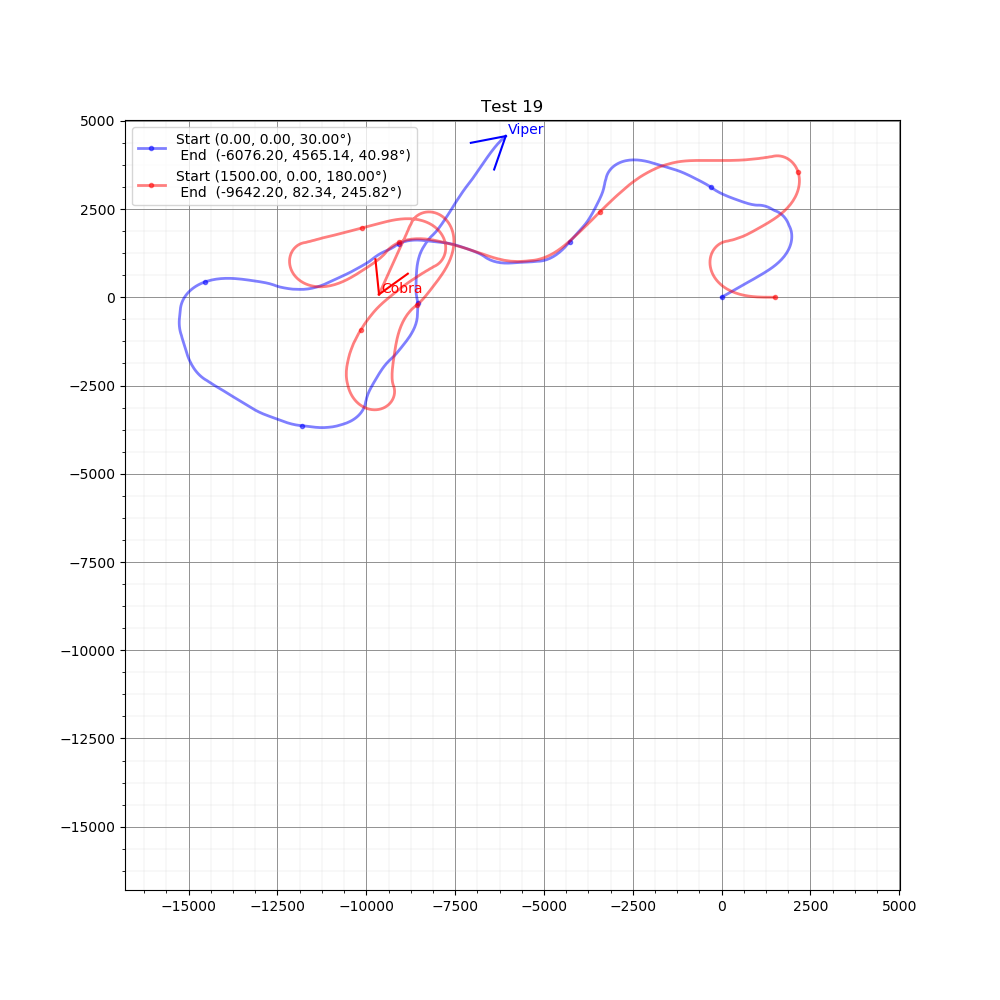 Test 19
Start (0.00, 0.00, 30.00°)
End (-6076.20, 4565.14, 40.98°)
Start (1500.00, 0.00, 180.00°)
End (-9642.20, 82.34, 245.82°)
Viper
Cobra
5000
2500
0
−2500
−5000
−7500
−10000
−12500
−15000
−15000 −12500 −10000 −7500 −5000 −2500 0 2500 5000